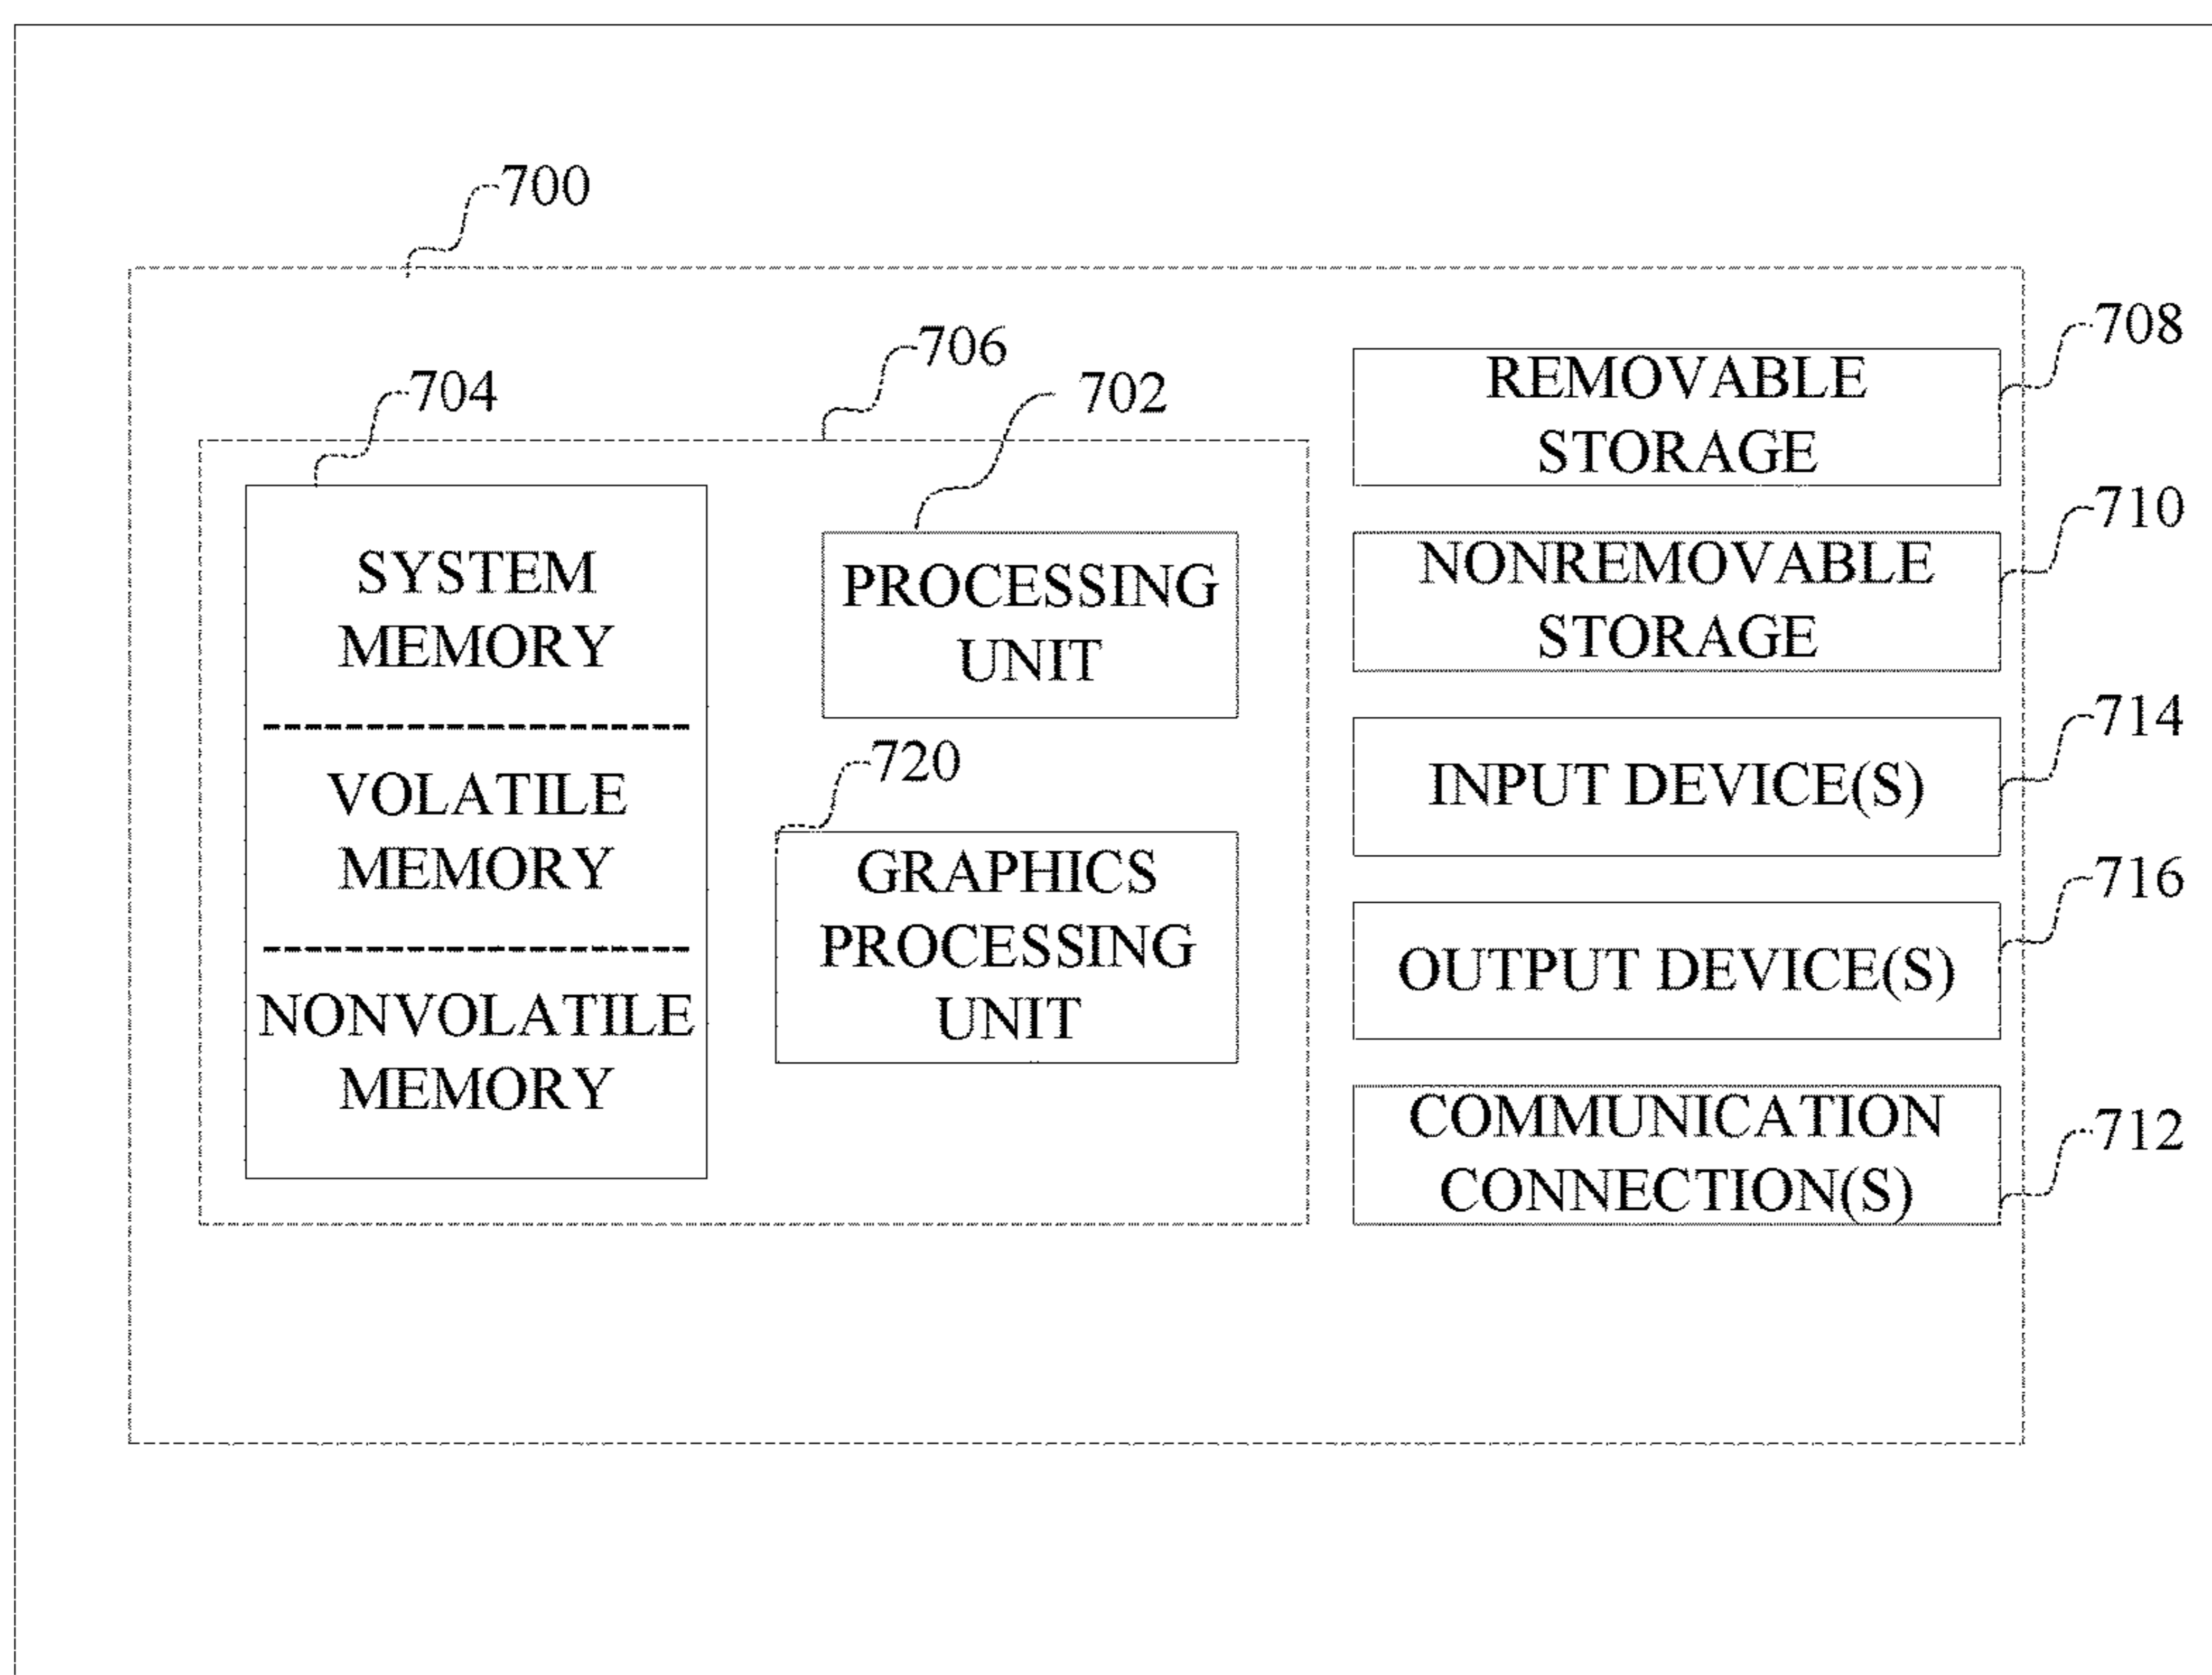 700
706
704
702
708
REMOVABLE
STORAGE
710
NONREMOVABLE
STORAGE
SYSTEM
MEMORY
PROCESSING
UNIT
714
INPUT DEVICE(S)
720
VOLATILE
MEMORY
GRAPHICS
PROCESSING
UNIT
716
OUTPUT DEVICE(S)
NONVOLATILE
MEMORY
712
COMMUNICATION
CONNECTION(S)